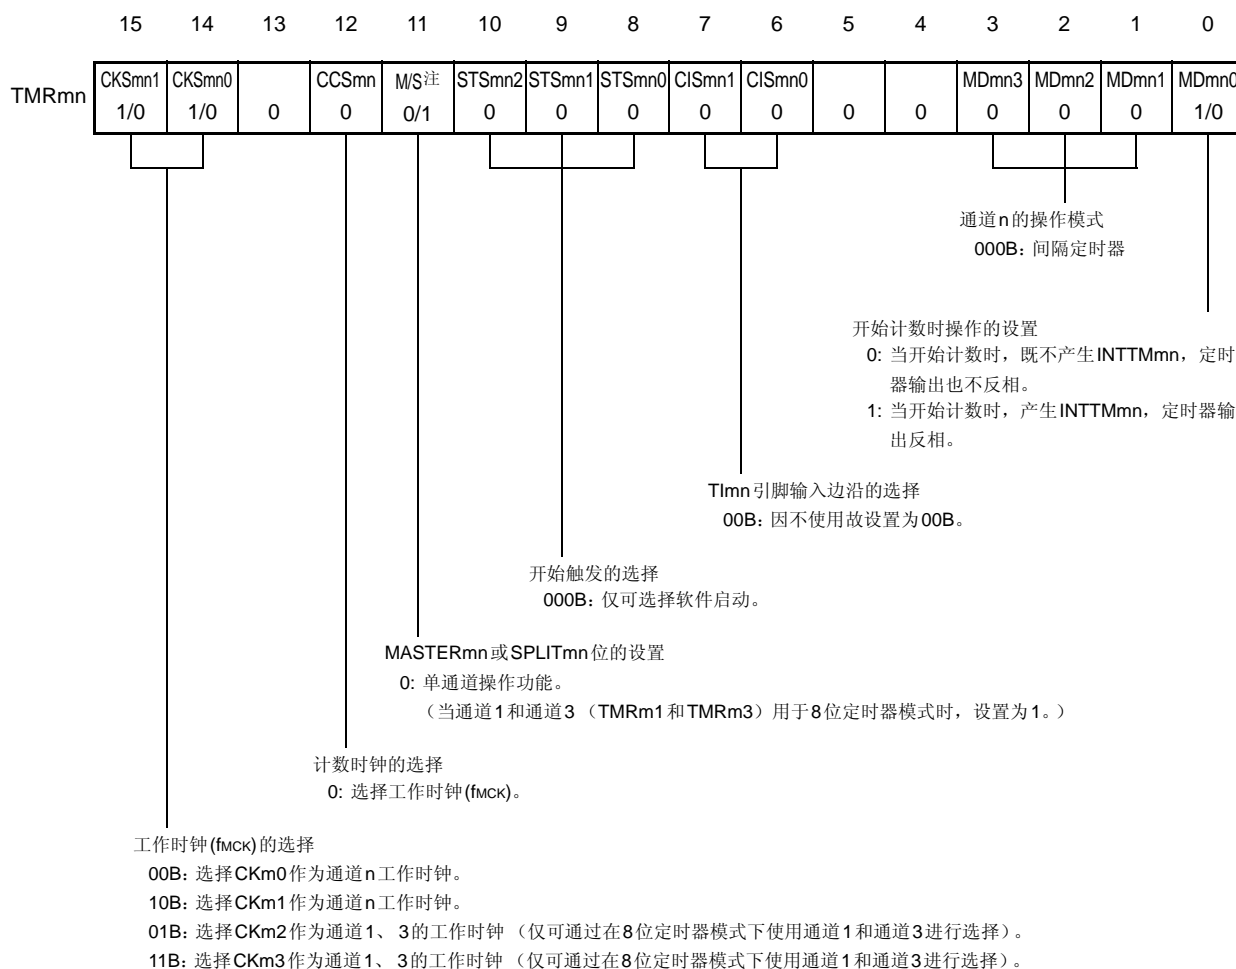 15 14 13 12 11 10 9 8 7 6 5 4 3 2 1 0
TMRmn
CKSmn1 CKSmn0 CCSmn M/S注 STSmn2 STSmn1 STSmn0 CISmn1 CISmn0 MDmn3 MDmn2 MDmn1 MDmn0
1/0 1/0 0 0 0/1 0 0 0 0 0 0 0 0 0 0 1/0
通道n的操作模式
000B:间隔定时器
开始计数时操作的设置
0: 当开始计数时，既不产生INTTMmn，定时
器输出也不反相。
1: 当开始计数时，产生INTTMmn，定时器输
出反相。
TImn引脚输入边沿的选择
00B:因不使用故设置为00B。
开始触发的选择
000B:仅可选择软件启动。
MASTERmn或SPLITmn位的设置
0: 单通道操作功能。
（当通道1和通道3 （TMRm1和TMRm3）用于8位定时器模式时，设置为1。）
计数时钟的选择
0: 选择工作时钟(fMCK)。
工作时钟(fMCK)的选择
00B:选择CKm0作为通道n工作时钟。
10B:选择CKm1作为通道n工作时钟。
01B:选择CKm2作为通道1、3的工作时钟 （仅可通过在8位定时器模式下使用通道1和通道3进行选择）。
11B:选择CKm3作为通道1、3的工作时钟 （仅可通过在8位定时器模式下使用通道1和通道3进行选择）。